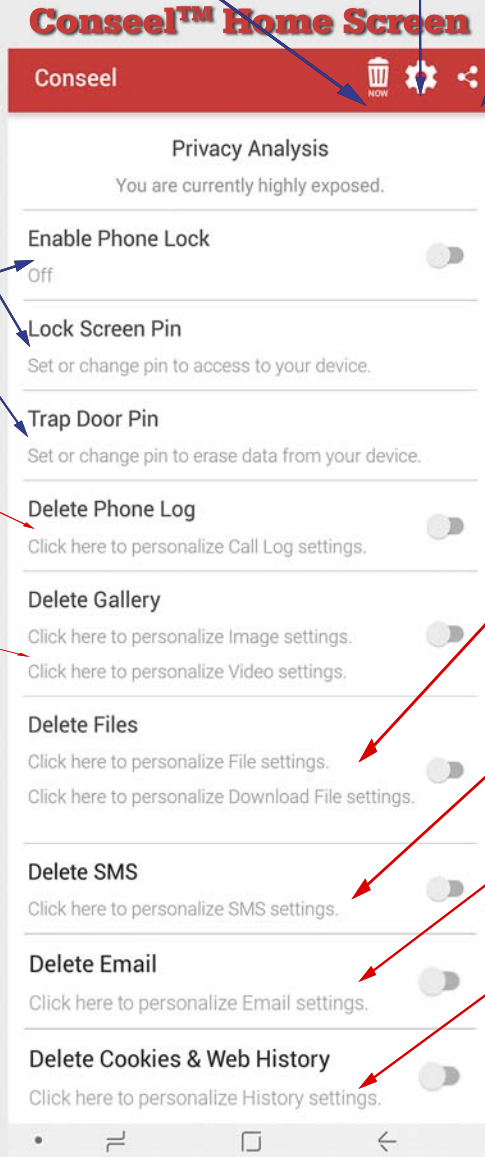 Conseel™ Home Screen
Conseel
NOW
Privacy Analysis
You are currently highly exposed.
Enable Phone Lock
Off
Lock Screen Pin
Set or change pin to access to your device.
Trap Door Pin
Set or change pin to erase data from your device.
Delete Phone Log
Click here to personalize Call Log settings.
Delete Gallery
Click here to personalize Image settings.
Click here to personalize Video settings.
Delete Files
Click here to personalize File settings.
Click here to personalize Download File settings.
Delete SMS
Click here to personalize SMS settings.
Delete Email
Click here to personalize Email settings.
Delete Cookies & Web History
Click here to personalize History settings.